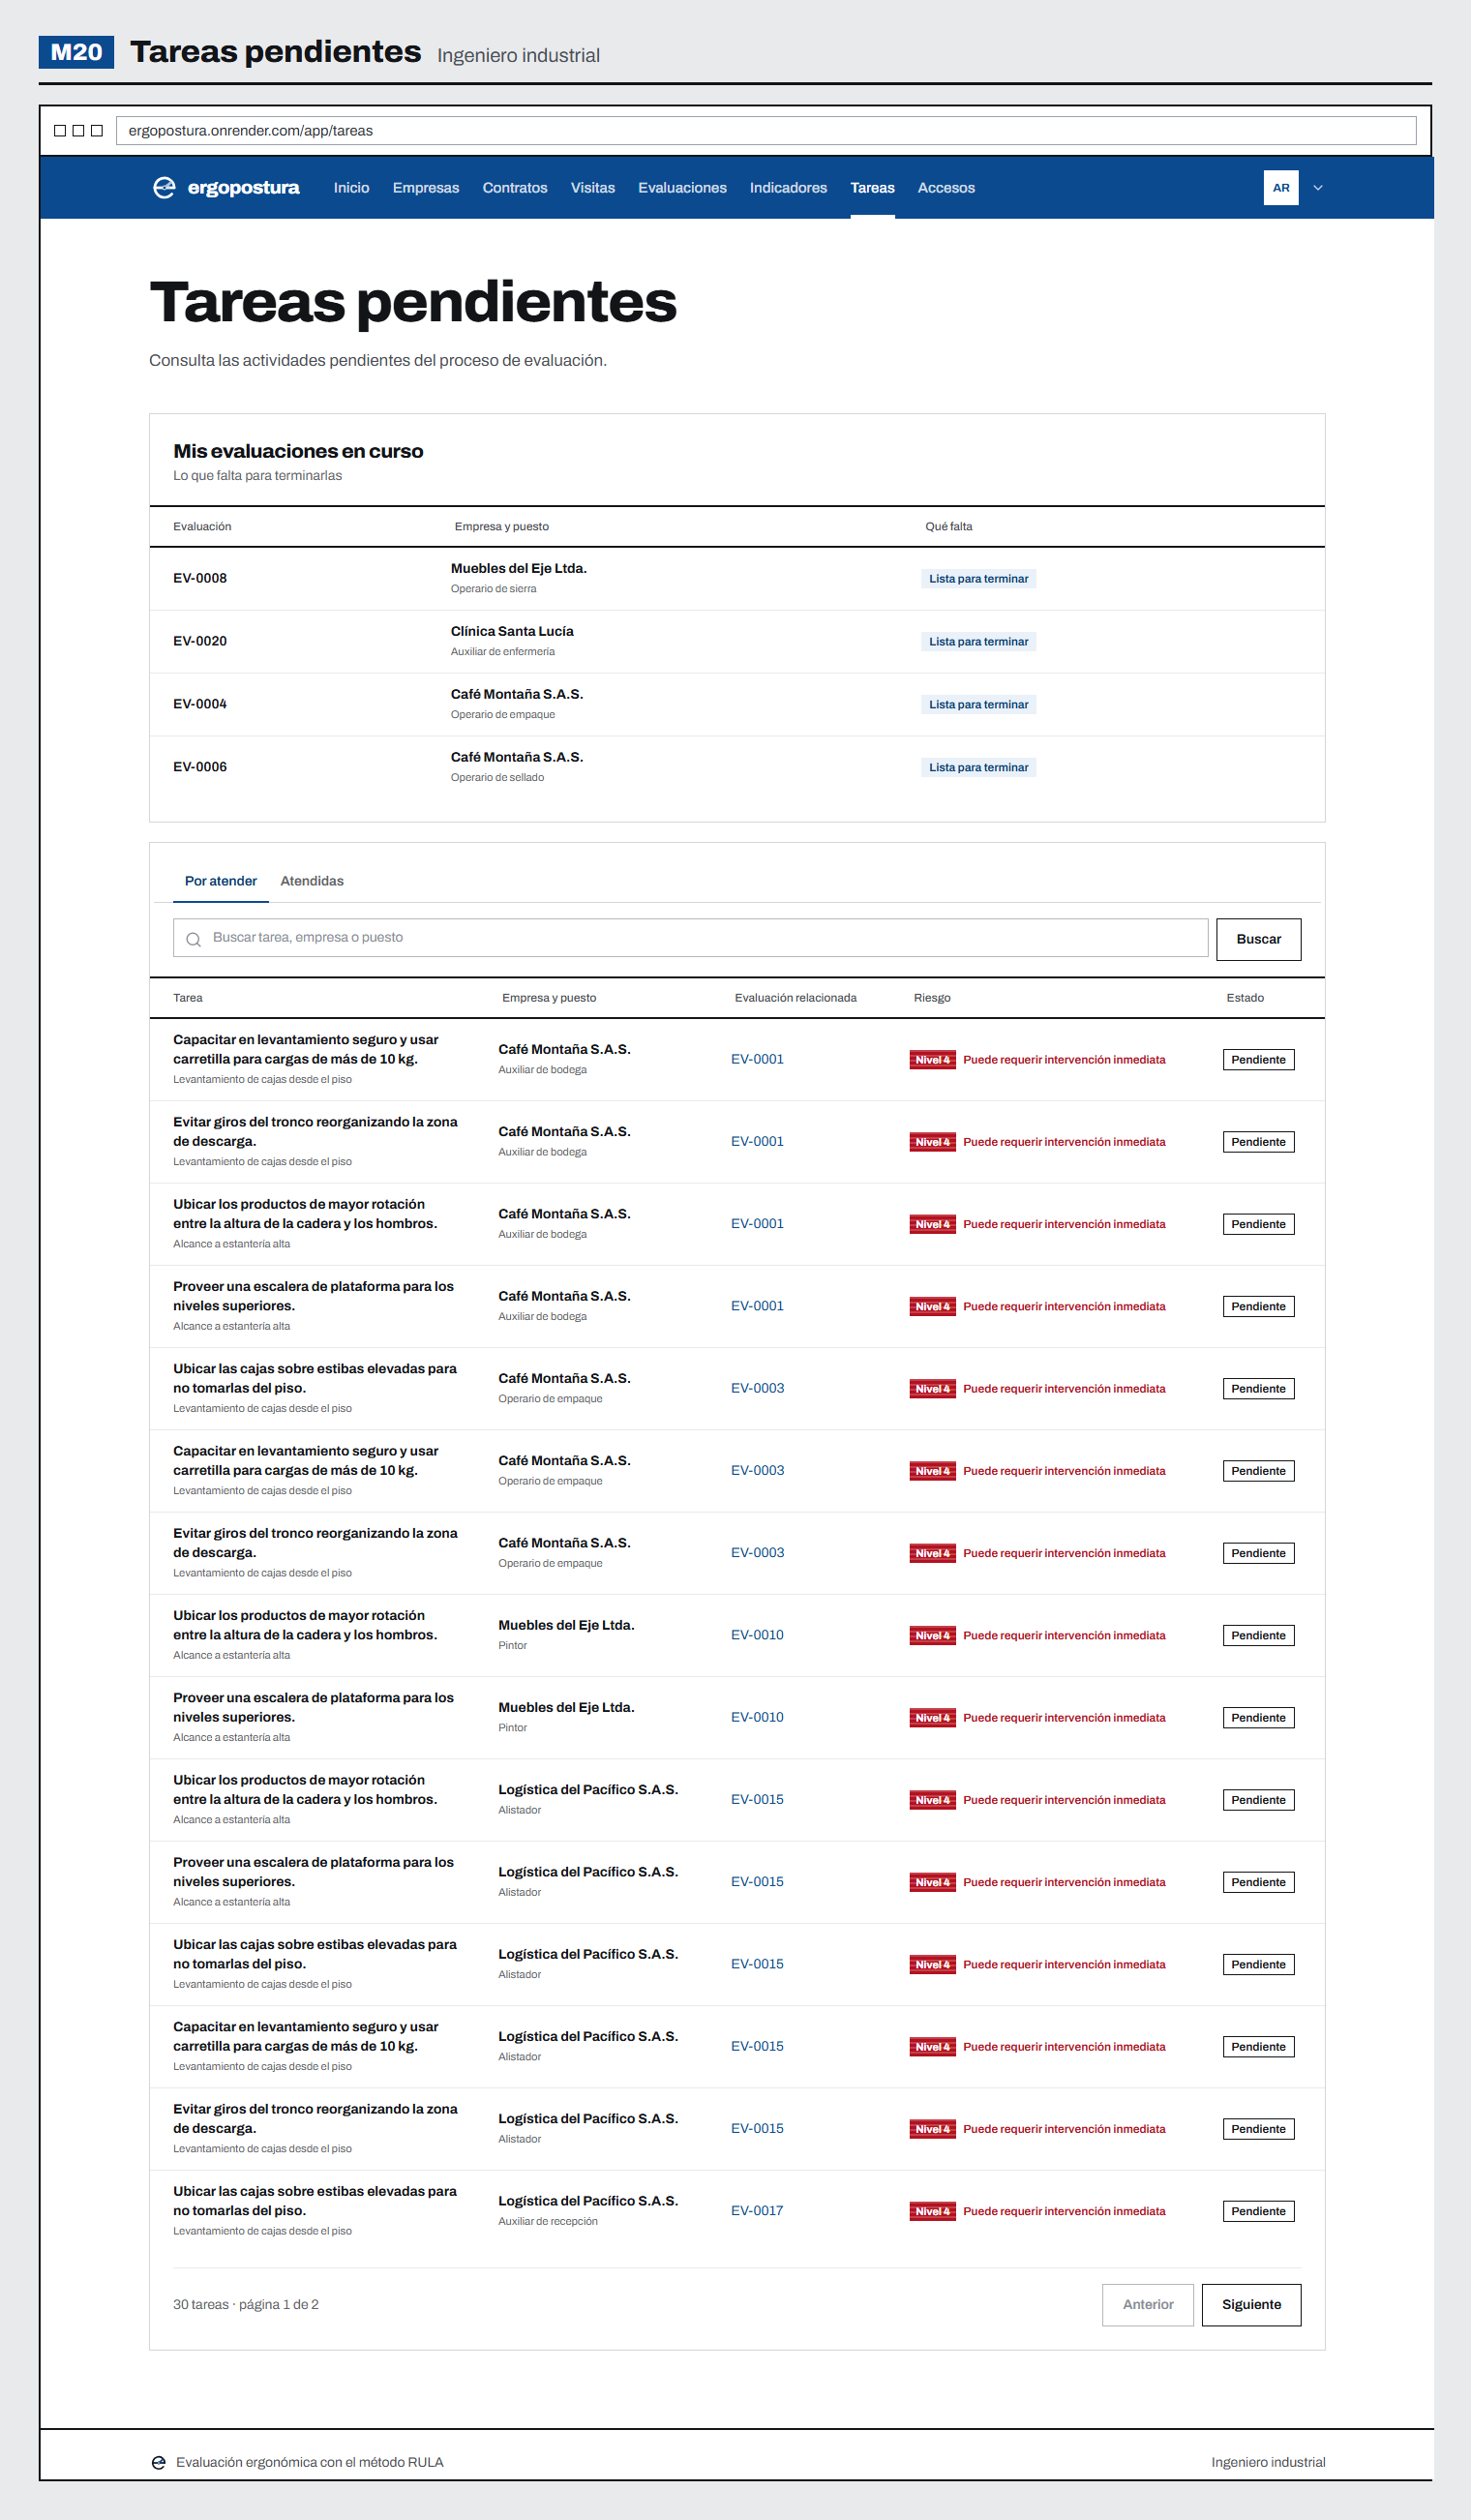 M20 Tareas pendientes Ingeniero industrial
ergopostura.onrender.com/app/tareas
ergopostura Inicio Empresas Contratos Visitas Evaluaciones Indicadores Tareas Accesos AR
Tareas pendientes
Consulta las actividades pendientes del proceso de evaluación.
Mis evaluaciones en curso
Lo que falta para terminarlas
Evaluación Empresa y puesto Qué falta
EV-0008 Muebles del Eje Ltda. Lista para terminar
Operario de sierra
EV-0020 Clínica Santa Lucía Lista para terminar
Auxiliar de enfermería
EV-0004 Café Montaña S.A.S. Lista para terminar
Operario de empaque
EV-0006 Café Montaña S.A.S. Lista para terminar
Operario de sellado
Por atender Atendidas
Buscar tarea, empresa o puesto Buscar
Tarea Empresa y puesto Evaluación relacionada Riesgo Estado
Capacitar en levantamiento seguro y usar
carretilla para cargas de más de 10 kg.
Levantamiento de cajas desde el piso
Café Montaña S.A.S.
Auxiliar de bodega
EV-0001 Nivel 4 Puede requerir intervención inmediata Pendiente
Evitar giros del tronco reorganizando la zona
de descarga.
Levantamiento de cajas desde el piso
Café Montaña S.A.S.
Auxiliar de bodega
EV-0001 Nivel 4 Puede requerir intervención inmediata Pendiente
Ubicar los productos de mayor rotación
entre la altura de la cadera y los hombros.
Alcance a estantería alta
Café Montaña S.A.S.
Auxiliar de bodega
EV-0001 Nivel 4 Puede requerir intervención inmediata Pendiente
Proveer una escalera de plataforma para los
niveles superiores.
Alcance a estantería alta
Café Montaña S.A.S.
Auxiliar de bodega
EV-0001 Nivel 4 Puede requerir intervención inmediata Pendiente
Ubicar las cajas sobre estibas elevadas para
no tomarlas del piso.
Levantamiento de cajas desde el piso
Café Montaña S.A.S.
Operario de empaque
EV-0003 Nivel 4 Puede requerir intervención inmediata Pendiente
Capacitar en levantamiento seguro y usar
carretilla para cargas de más de 10 kg.
Levantamiento de cajas desde el piso
Café Montaña S.A.S.
Operario de empaque
EV-0003 Nivel 4 Puede requerir intervención inmediata Pendiente
Evitar giros del tronco reorganizando la zona
de descarga.
Levantamiento de cajas desde el piso
Café Montaña S.A.S.
Operario de empaque
EV-0003 Nivel 4 Puede requerir intervención inmediata Pendiente
Ubicar los productos de mayor rotación
entre la altura de la cadera y los hombros.
Alcance a estantería alta
Muebles del Eje Ltda.
Pintor
EV-0010 Nivel 4 Puede requerir intervención inmediata Pendiente
Proveer una escalera de plataforma para los
niveles superiores.
Alcance a estantería alta
Muebles del Eje Ltda.
Pintor
EV-0010 Nivel 4 Puede requerir intervención inmediata Pendiente
Ubicar los productos de mayor rotación
entre la altura de la cadera y los hombros.
Alcance a estantería alta
Logística del Pacífico S.A.S.
Alistador
EV-0015 Nivel 4 Puede requerir intervención inmediata Pendiente
Proveer una escalera de plataforma para los
niveles superiores.
Alcance a estantería alta
Logística del Pacífico S.A.S.
Alistador
EV-0015 Nivel 4 Puede requerir intervención inmediata Pendiente
Ubicar las cajas sobre estibas elevadas para
no tomarlas del piso.
Levantamiento de cajas desde el piso
Logística del Pacífico S.A.S.
Alistador
EV-0015 Nivel 4 Puede requerir intervención inmediata Pendiente
Capacitar en levantamiento seguro y usar
carretilla para cargas de más de 10 kg.
Levantamiento de cajas desde el piso
Logística del Pacífico S.A.S.
Alistador
EV-0015 Nivel 4 Puede requerir intervención inmediata Pendiente
Evitar giros del tronco reorganizando la zona
de descarga.
Levantamiento de cajas desde el piso
Logística del Pacífico S.A.S.
Alistador
EV-0015 Nivel 4 Puede requerir intervención inmediata Pendiente
Ubicar las cajas sobre estibas elevadas para
no tomarlas del piso.
Levantamiento de cajas desde el piso
Logística del Pacífico S.A.S.
Auxiliar de recepción
EV-0017 Nivel 4 Puede requerir intervención inmediata Pendiente
30 tareas · página 1 de 2 Anterior Siguiente
Evaluación ergonómica con el método RULA Ingeniero industrial